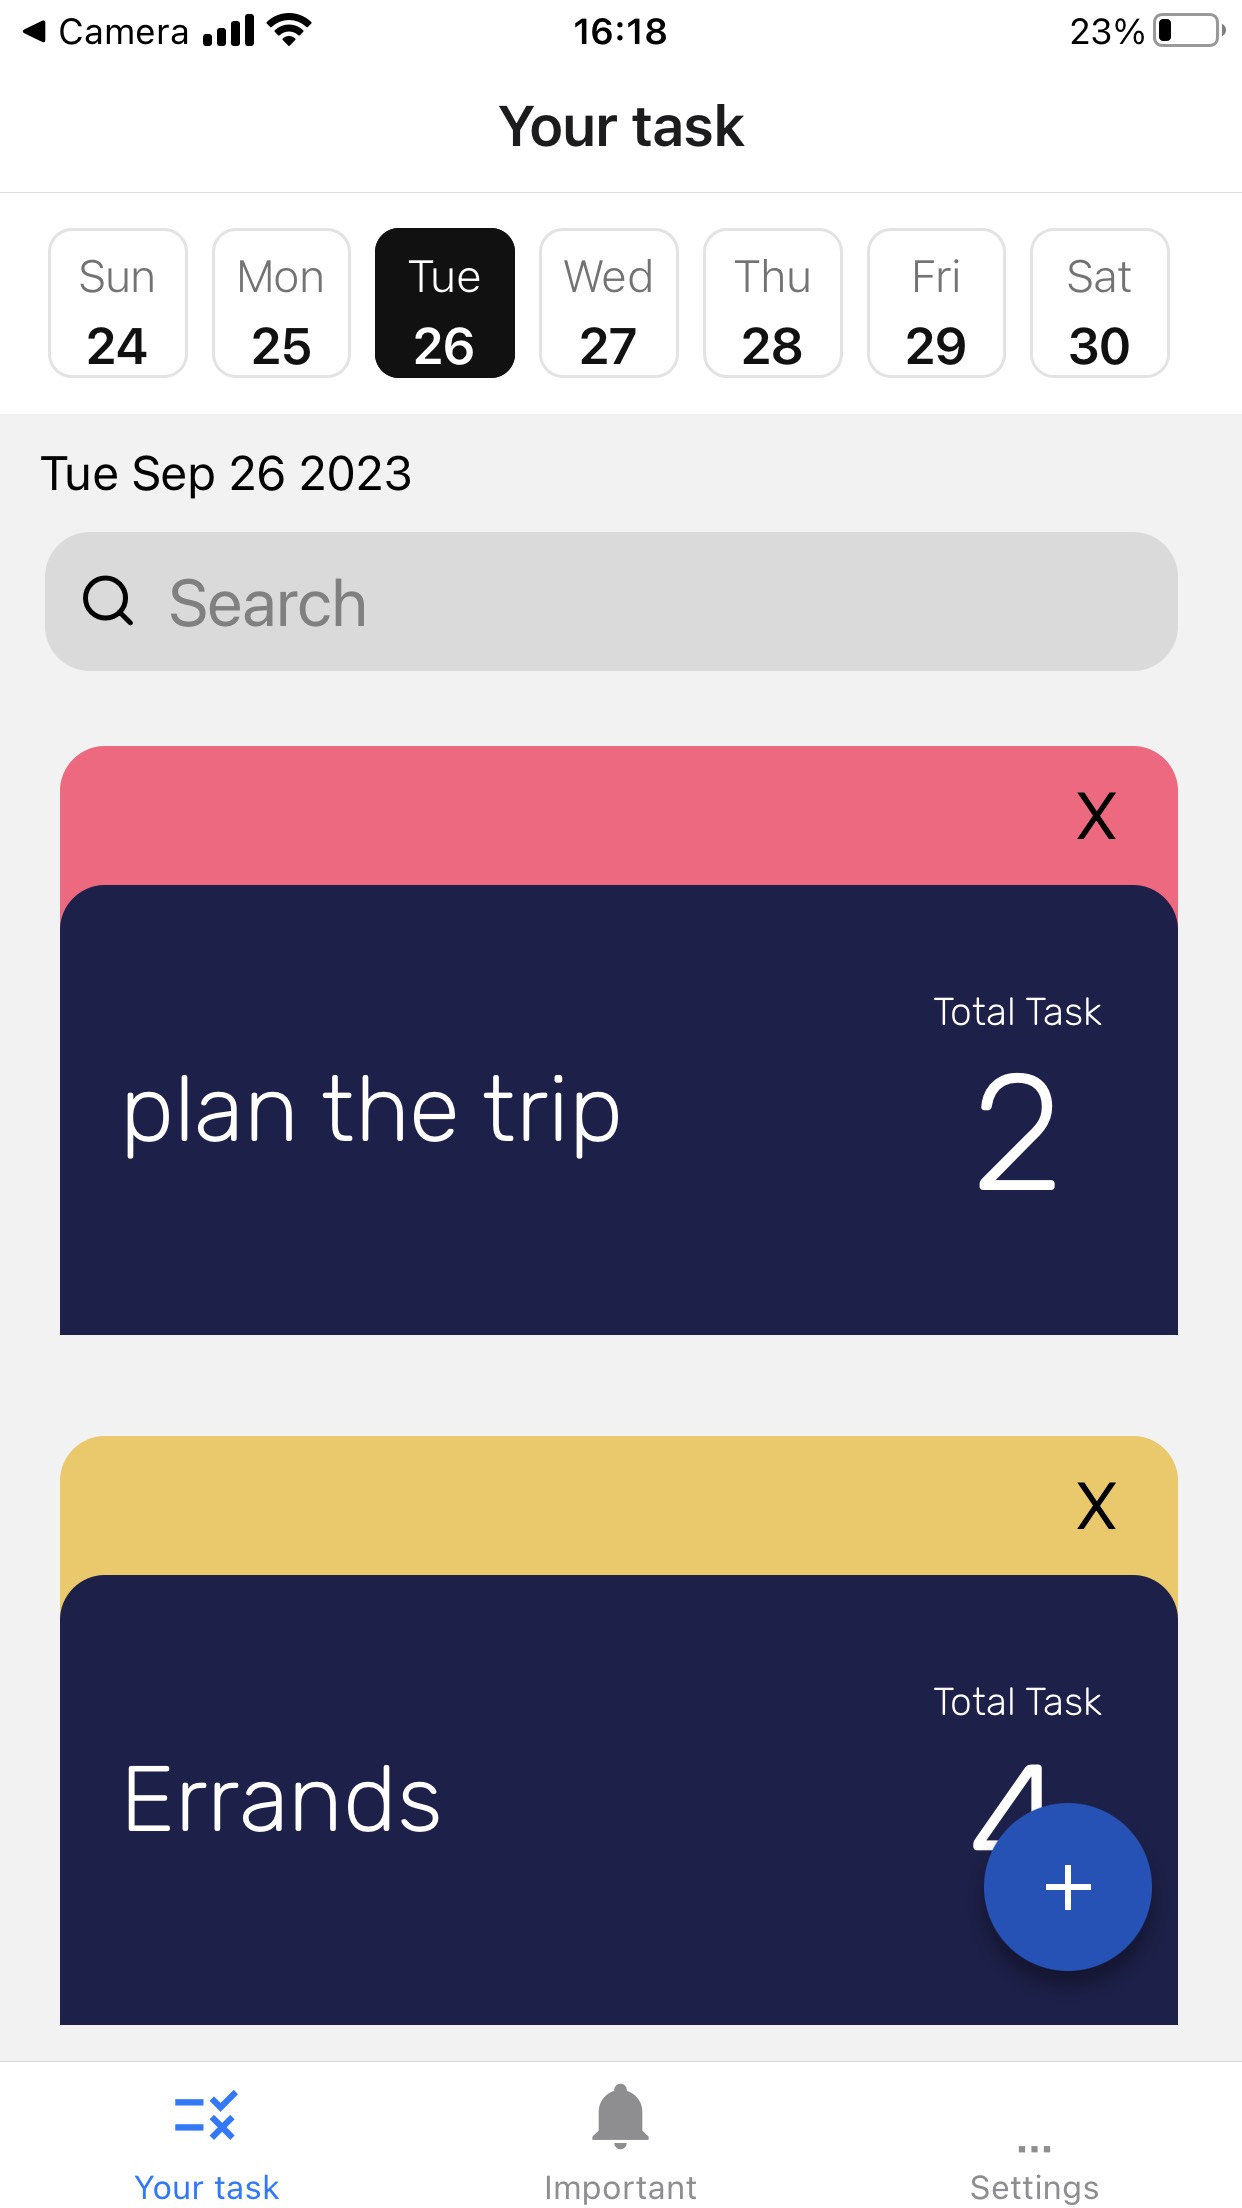 Camera 16:18 23%
Your task
Sun Mon Tue Wed Thu Fri Sat
24 25 26 27 28 29 30
Tue Sep 26 2023
Search
X
Total Task
plan the trip 2
X
Total Task
Errands 4
+
Your task Important Settings